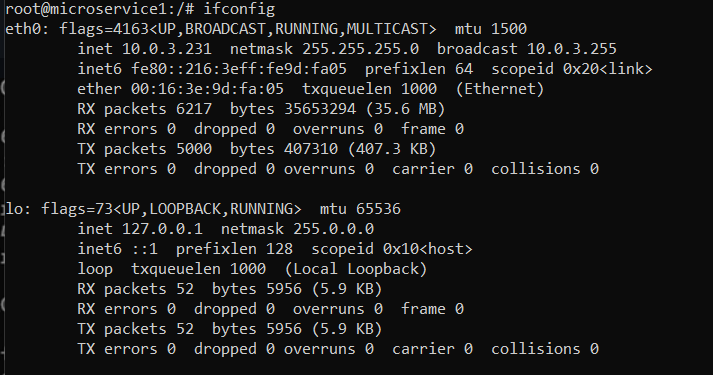 root@microservice1:/# ifconfig
eth0: flags=4163<UP,BROADCAST,RUNNING,MULTICAST>  mtu 1500
        inet 10.0.3.231  netmask 255.255.255.0  broadcast 10.0.3.255
        inet6 fe80::216:3eff:fe9d:fa05  prefixlen 64  scopeid 0x20<link>
        ether 00:16:3e:9d:fa:05  txqueuelen 1000  (Ethernet)
        RX packets 6217  bytes 35653294 (35.6 MB)
        RX errors 0  dropped 0  overruns 0  frame 0
        TX packets 5000  bytes 407310 (407.3 KB)
        TX errors 0  dropped 0 overruns 0  carrier 0  collisions 0

lo: flags=73<UP,LOOPBACK,RUNNING>  mtu 65536
        inet 127.0.0.1  netmask 255.0.0.0
        inet6 ::1  prefixlen 128  scopeid 0x10<host>
        loop  txqueuelen 1000  (Local Loopback)
        RX packets 52  bytes 5956 (5.9 KB)
        RX errors 0  dropped 0  overruns 0  frame 0
        TX packets 52  bytes 5956 (5.9 KB)
        TX errors 0  dropped 0 overruns 0  carrier 0  collisions 0